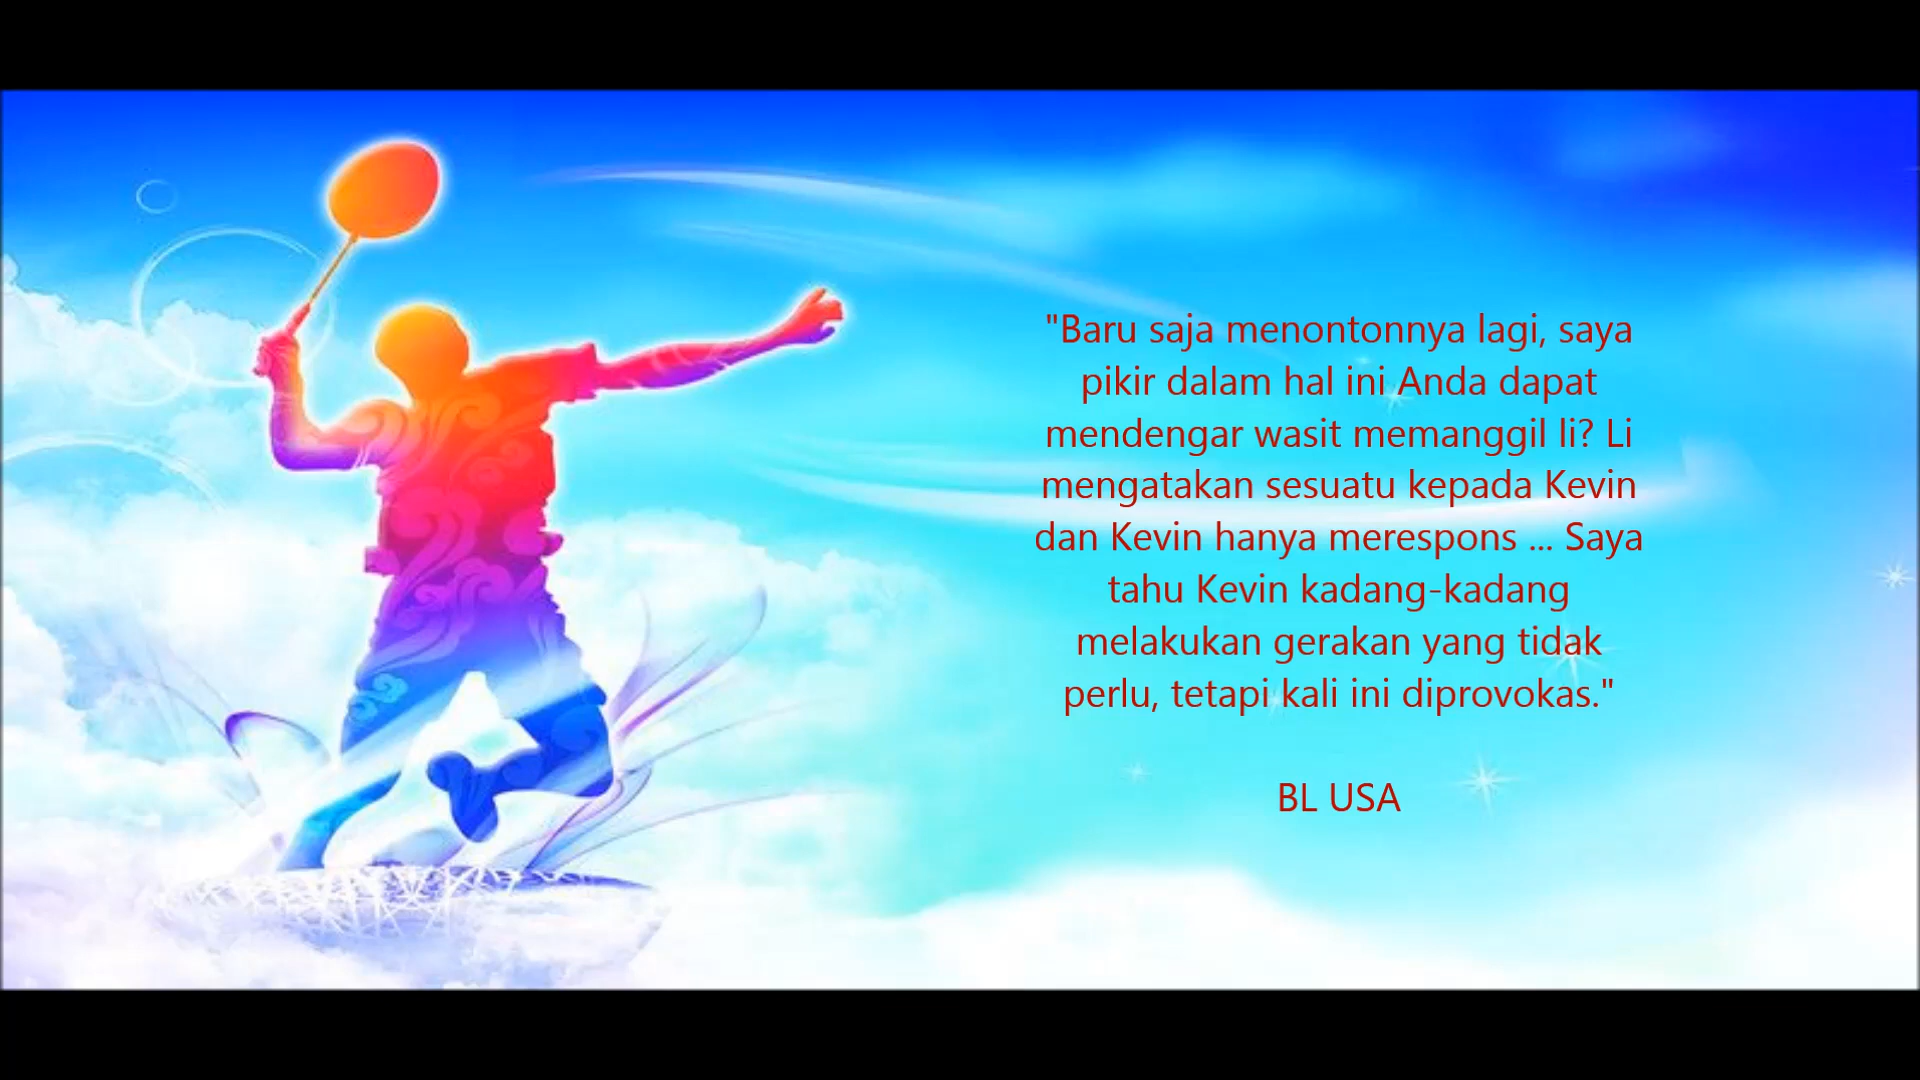 "Baru saja menontonnya lagi, saya
pikir dalam hal ini Anda dapat
mendengar wasit memanggil li? Li
mengatakan sesuatu kepada Kevin
dan Kevin hanya merespons ... Saya
tahu Kevin kadang-kadang
melakukan gerakan yang tidak
perlu, tetapi kali ini diprovokas."
BL USA